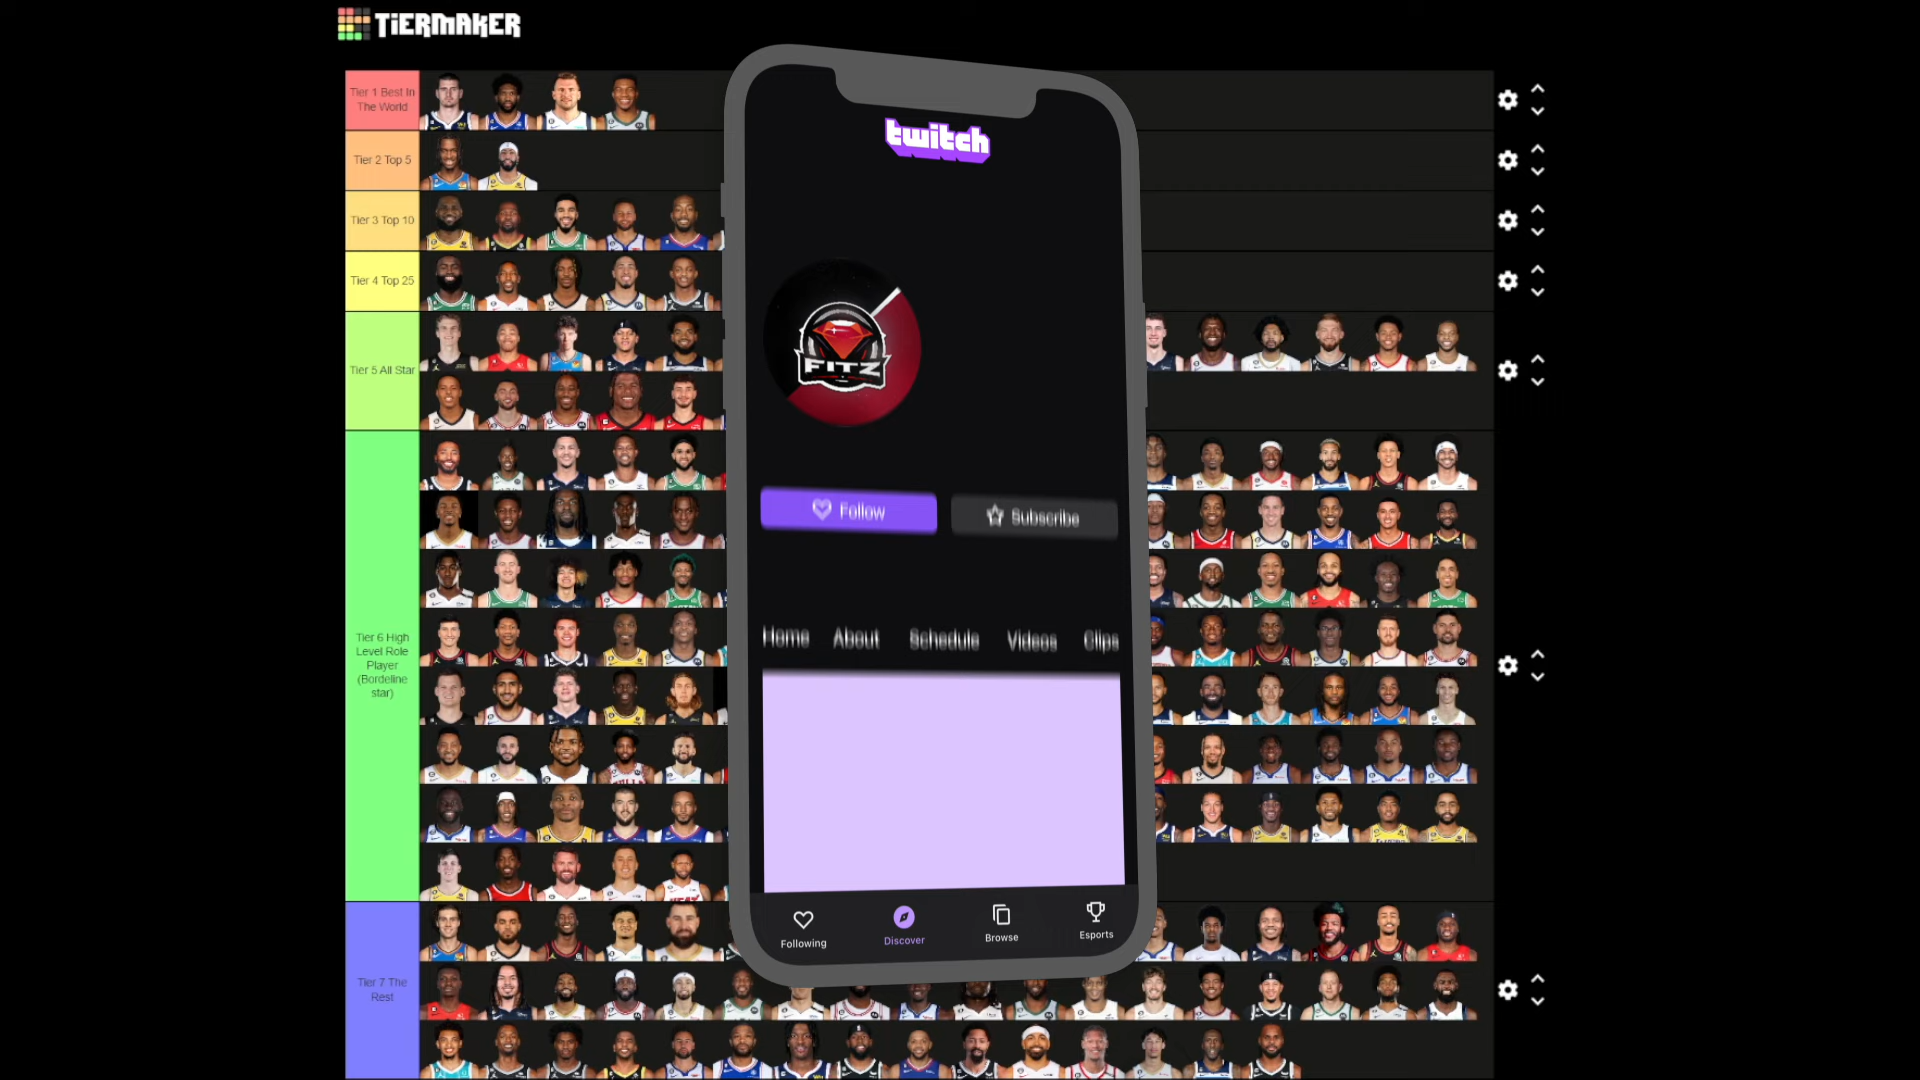 TiERMAKER
Tier 1 Best In
The World
Tier 2 Top 5
Tier 3 Top 10
Tier 4 Top 25
Tier 5 All Star
Tier 6 High
Level Role
Player
(Bordeline
star)
Tier 7 The
Rest
twitch
FITZ
Follow
Subscribe
Home About Schedule Videos Clips
Following Discover Browse Esports